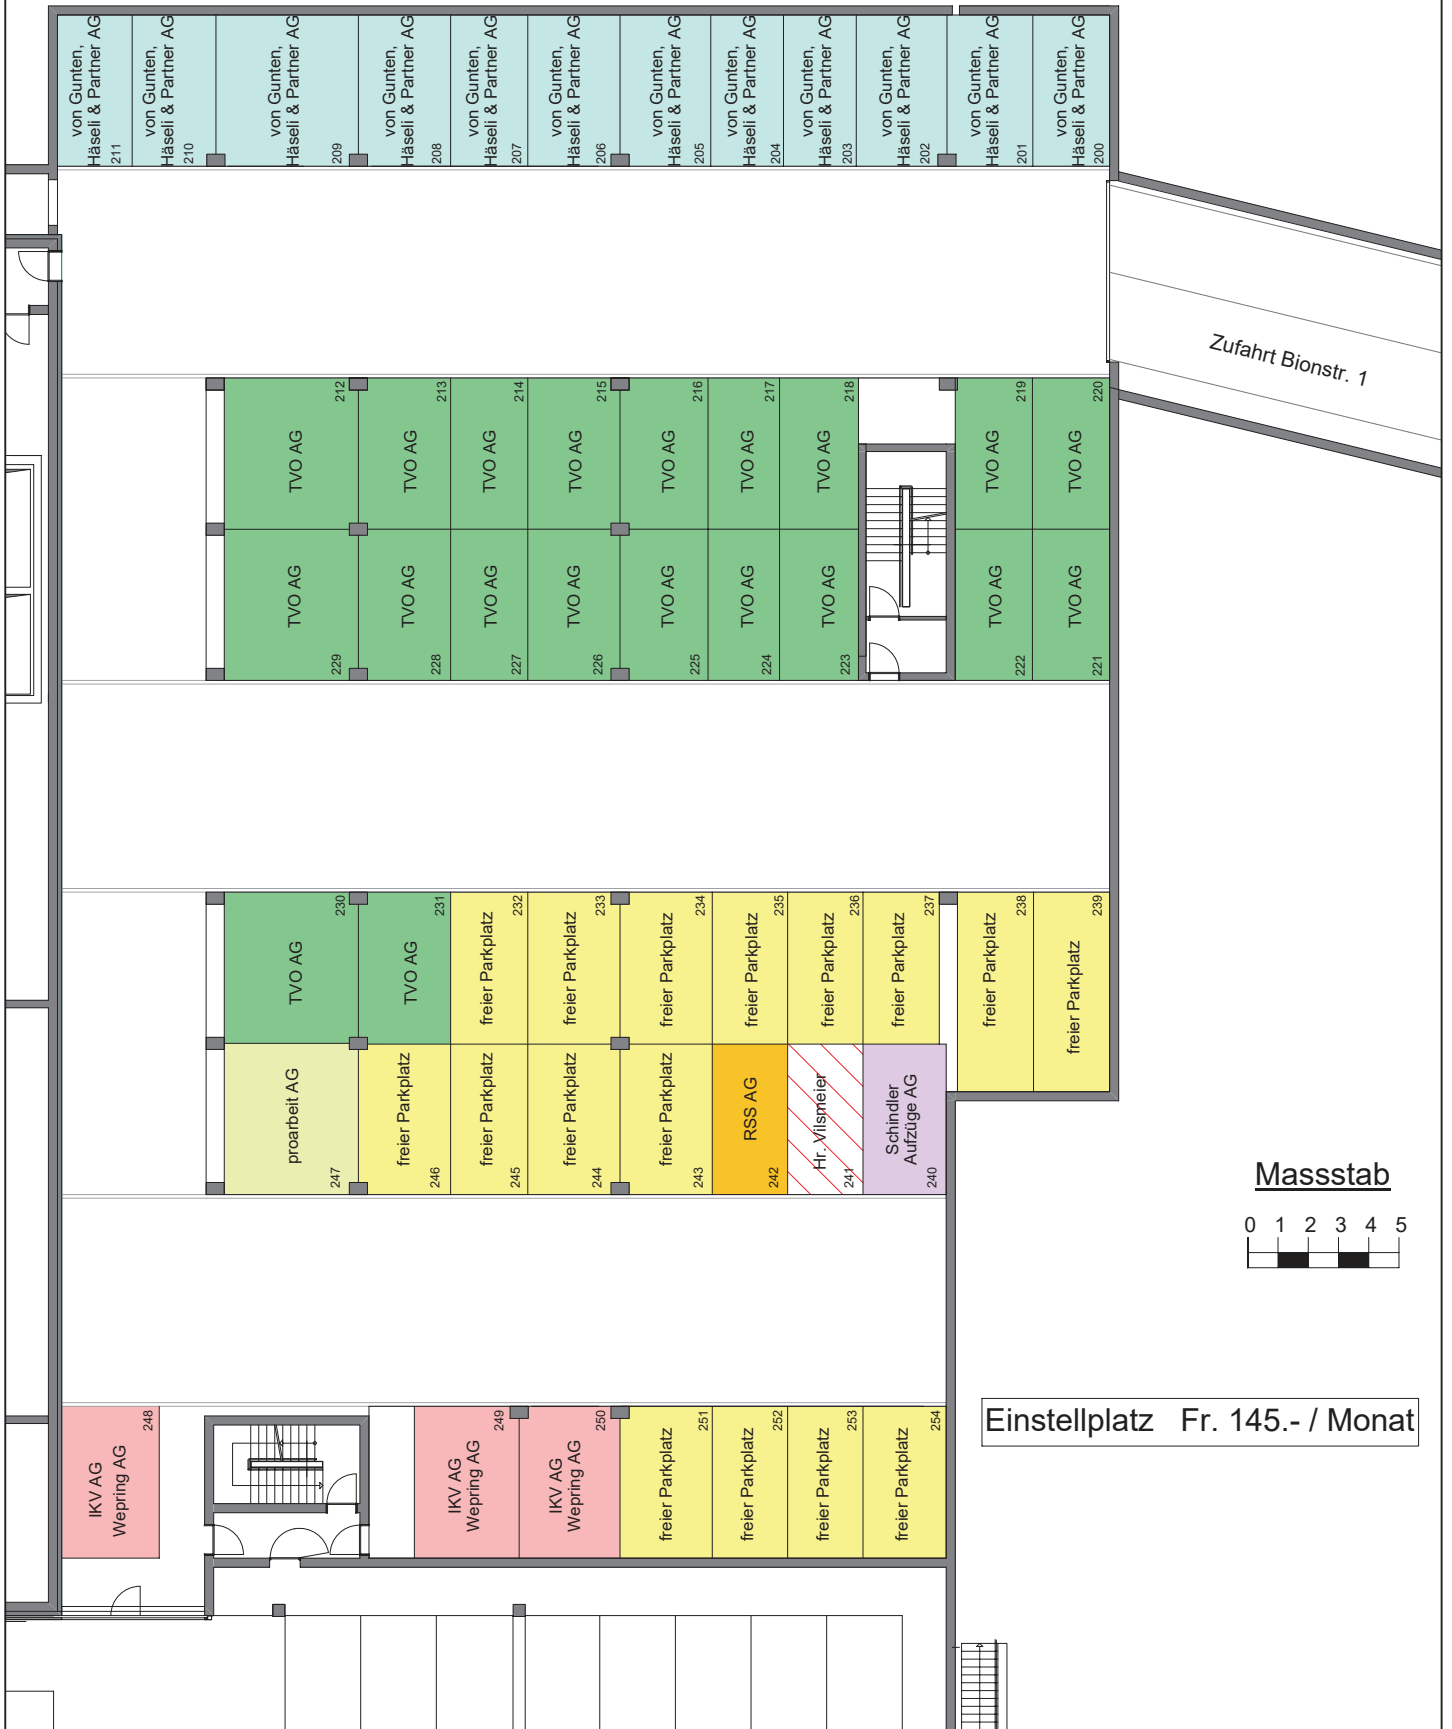 von Gunten,
Häseli & Partner AG
211
von Gunten,
Häseli & Partner AG
210
von Gunten,
Häseli & Partner AG
209
von Gunten,
Häseli & Partner AG
208
von Gunten,
Häseli & Partner AG
207
von Gunten,
Häseli & Partner AG
206
von Gunten,
Häseli & Partner AG
205
von Gunten,
Häseli & Partner AG
204
von Gunten,
Häseli & Partner AG
203
von Gunten,
Häseli & Partner AG
202
von Gunten,
Häseli & Partner AG
201
von Gunten,
Häseli & Partner AG
200
Zufahrt Bionstr. 1
TVO AG
212
TVO AG
213
TVO AG
214
TVO AG
215
TVO AG
216
TVO AG
217
TVO AG
218
TVO AG
219
TVO AG
220
TVO AG
229
TVO AG
228
TVO AG
227
TVO AG
226
TVO AG
225
TVO AG
224
TVO AG
223
TVO AG
222
TVO AG
221
TVO AG
230
TVO AG
231
freier Parkplatz
232
freier Parkplatz
233
freier Parkplatz
234
freier Parkplatz
235
freier Parkplatz
236
freier Parkplatz
237
freier Parkplatz
238
freier Parkplatz
239
proarbeit AG
247
freier Parkplatz
246
freier Parkplatz
245
freier Parkplatz
244
freier Parkplatz
243
RSS AG
242
Hr. Vilsmeier
241
Schindler
Aufzüge AG
240
Massstab
0 1 2 3 4 5
IKV AG
Wepring AG
248
IKV AG
Wepring AG
249
IKV AG
Wepring AG
250
freier Parkplatz
251
freier Parkplatz
252
freier Parkplatz
253
freier Parkplatz
254
Einstellplatz Fr. 145.- / Monat